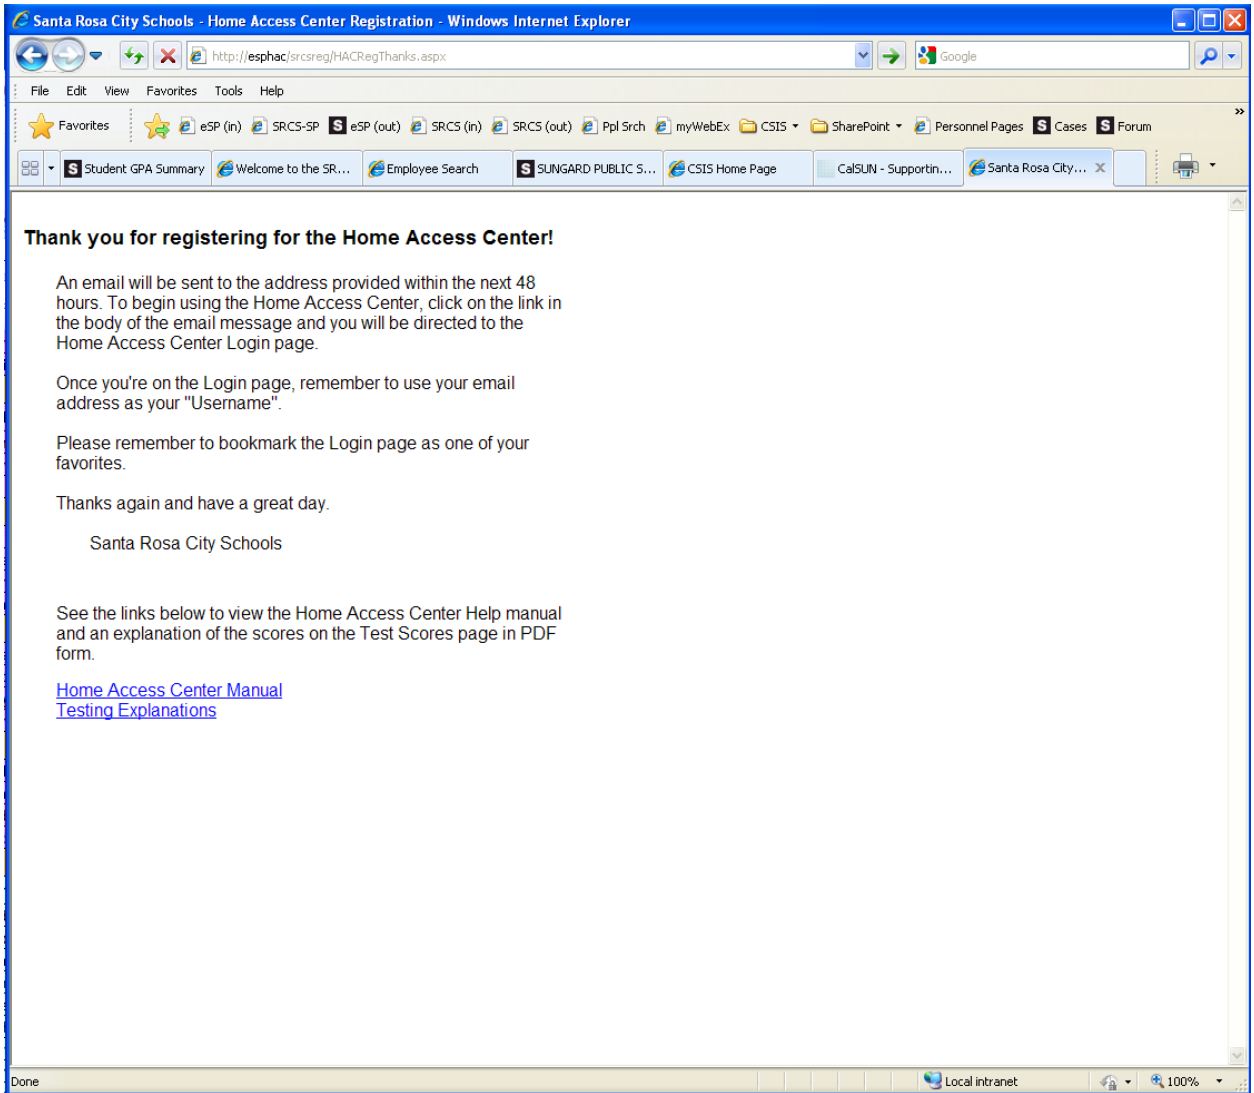 Santa Rosa City Schools - Home Access Center Registration - Windows Internet Explorer
http://esphac/srcsreg/HACRegThanks.aspx
Google
File Edit View Favorites Tools Help
Favorites eSP (in) SRCS-SP eSP (out) SRCS (in) SRCS (out) Ppl Srch myWebEx CSIS SharePoint Personnel Pages Cases Forum
Student GPA Summary Welcome to the SR... Employee Search SUNGARD PUBLIC S... CSIS Home Page CalSUN - Supportin... Santa Rosa City... X
Thank you for registering for the Home Access Center!
An email will be sent to the address provided within the next 48
hours. To begin using the Home Access Center, click on the link in
the body of the email message and you will be directed to the
Home Access Center Login page.
Once you're on the Login page, remember to use your email
address as your "Username".
Please remember to bookmark the Login page as one of your
favorites.
Thanks again and have a great day.
Santa Rosa City Schools
See the links below to view the Home Access Center Help manual
and an explanation of the scores on the Test Scores page in PDF
form.
Home Access Center Manual
Testing Explanations
Done Local intranet 100%